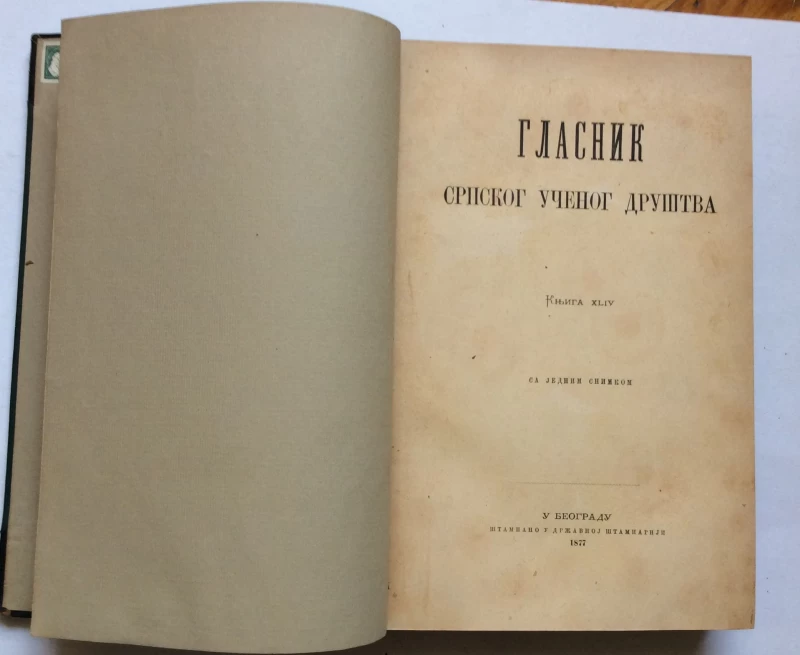 ГЛАСНИК
СРПСКОГ УЧЕНОГ ДРУШТВА
Књига XLIV
СА ЈЕДНИМ СНИМКОМ
У БЕОГРАДУ
ШТАМПАНО У ДРЖАВНОЈ ШТАМПАРИЈИ
1877